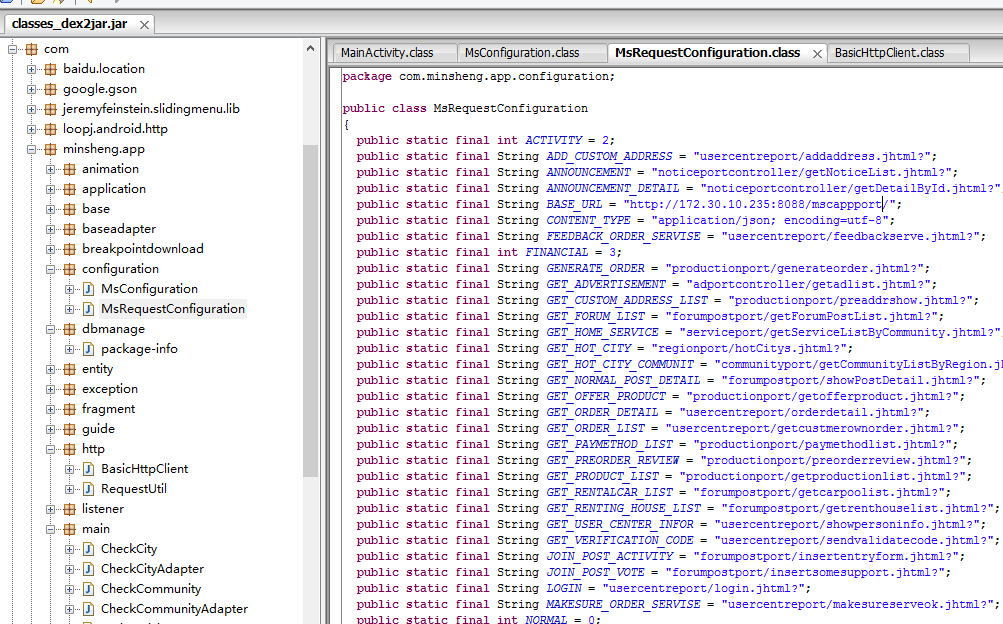 classes_dex2jar.jar
com
baidu.location
google.gson
jeremyfeinstein.slidingmenu.lib
loopj.android.http
minsheng.app
animation
application
base
baseadapter
breakpointdownload
configuration
MsConfiguration
MsRequestConfiguration
dbmanage
package-info
entity
exception
fragment
guide
http
BasicHttpClient
RequestUtil
listener
main
CheckCity
CheckCityAdapter
CheckCommunity
CheckCommunityAdapter
MainActivity.class MsConfiguration.class MsRequestConfiguration.class BasicHttpClient.class
package com.minsheng.app.configuration;
public class MsRequestConfiguration
{
public static final int ACTIVITY = 2;
public static final String ADD_CUSTOM_ADDRESS = "usercentreport/addaddress.jhtml?";
public static final String ANNOUNCEMENT = "noticeportcontroller/getNoticeList.jhtml?";
public static final String ANNOUNCEMENT_DETAIL = "noticeportcontroller/getDetailById.jhtml?"
public static final String BASE_URL = "http://172.30.10.235:8088/mscappport/";
public static final String CONTENT_TYPE = "application/json; encoding=utf-8";
public static final String FEEDBACK_ORDER_SERVISE = "usercentreport/feedbackserve.jhtml?";
public static final int FINANCIAL = 3;
public static final String GENERATE_ORDER = "productionport/generateorder.jhtml?";
public static final String GET_ADVERTISEMENT = "adportcontroller/getadlist.jhtml?";
public static final String GET_CUSTOM_ADDRESS_LIST = "productionport/preaddrshow.jhtml?";
public static final String GET_FORUM_LIST = "forumpostport/getForumPostList.jhtml?";
public static final String GET_HOME_SERVICE = "serviceport/getServiceListByCommunity.jhtml?"
public static final String GET_HOT_CITY = "regionport/hotCitys.jhtml?";
public static final String GET_HOT_CITY_COMMUNIT = "communityport/getCommunityListByRegion.jh
public static final String GET_NORMAL_POST_DETAIL = "forumpostport/showPostDetail.jhtml?";
public static final String GET_OFFER_PRODUCT = "productionport/getofferproduct.jhtml?";
public static final String GET_ORDER_DETAIL = "usercentreport/orderdetail.jhtml?";
public static final String GET_ORDER_LIST = "usercentreport/getcustmerownorder.jhtml?";
public static final String GET_PAYMETHOD_LIST = "productionport/paymethodlist.jhtml?";
public static final String GET_PREORDER_REVIEW = "productionport/preorderreview.jhtml?";
public static final String GET_PRODUCT_LIST = "productionport/getproductionlist.jhtml?";
public static final String GET_RENTALCAR_LIST = "forumpostport/getcarpoolist.jhtml?";
public static final String GET_RENTING_HOUSE_LIST = "forumpostport/getrenthouselist.jhtml?";
public static final String GET_USER_CENTER_INFOR = "usercentreport/showpersoninfo.jhtml?";
public static final String GET_VERIFICATION_CODE = "usercentreport/sendvalidatecode.jhtml?";
public static final String JOIN_POST_ACTIVITY = "forumpostport/insertentryform.jhtml?";
public static final String JOIN_POST_VOTE = "forumpostport/insertsomesupport.jhtml?";
public static final String LOGIN = "usercentreport/login.jhtml?";
public static final String MAKESURE_ORDER_SERVISE = "usercentreport/makesureserveok.jhtml?";
public static final int NORMAL = 0;